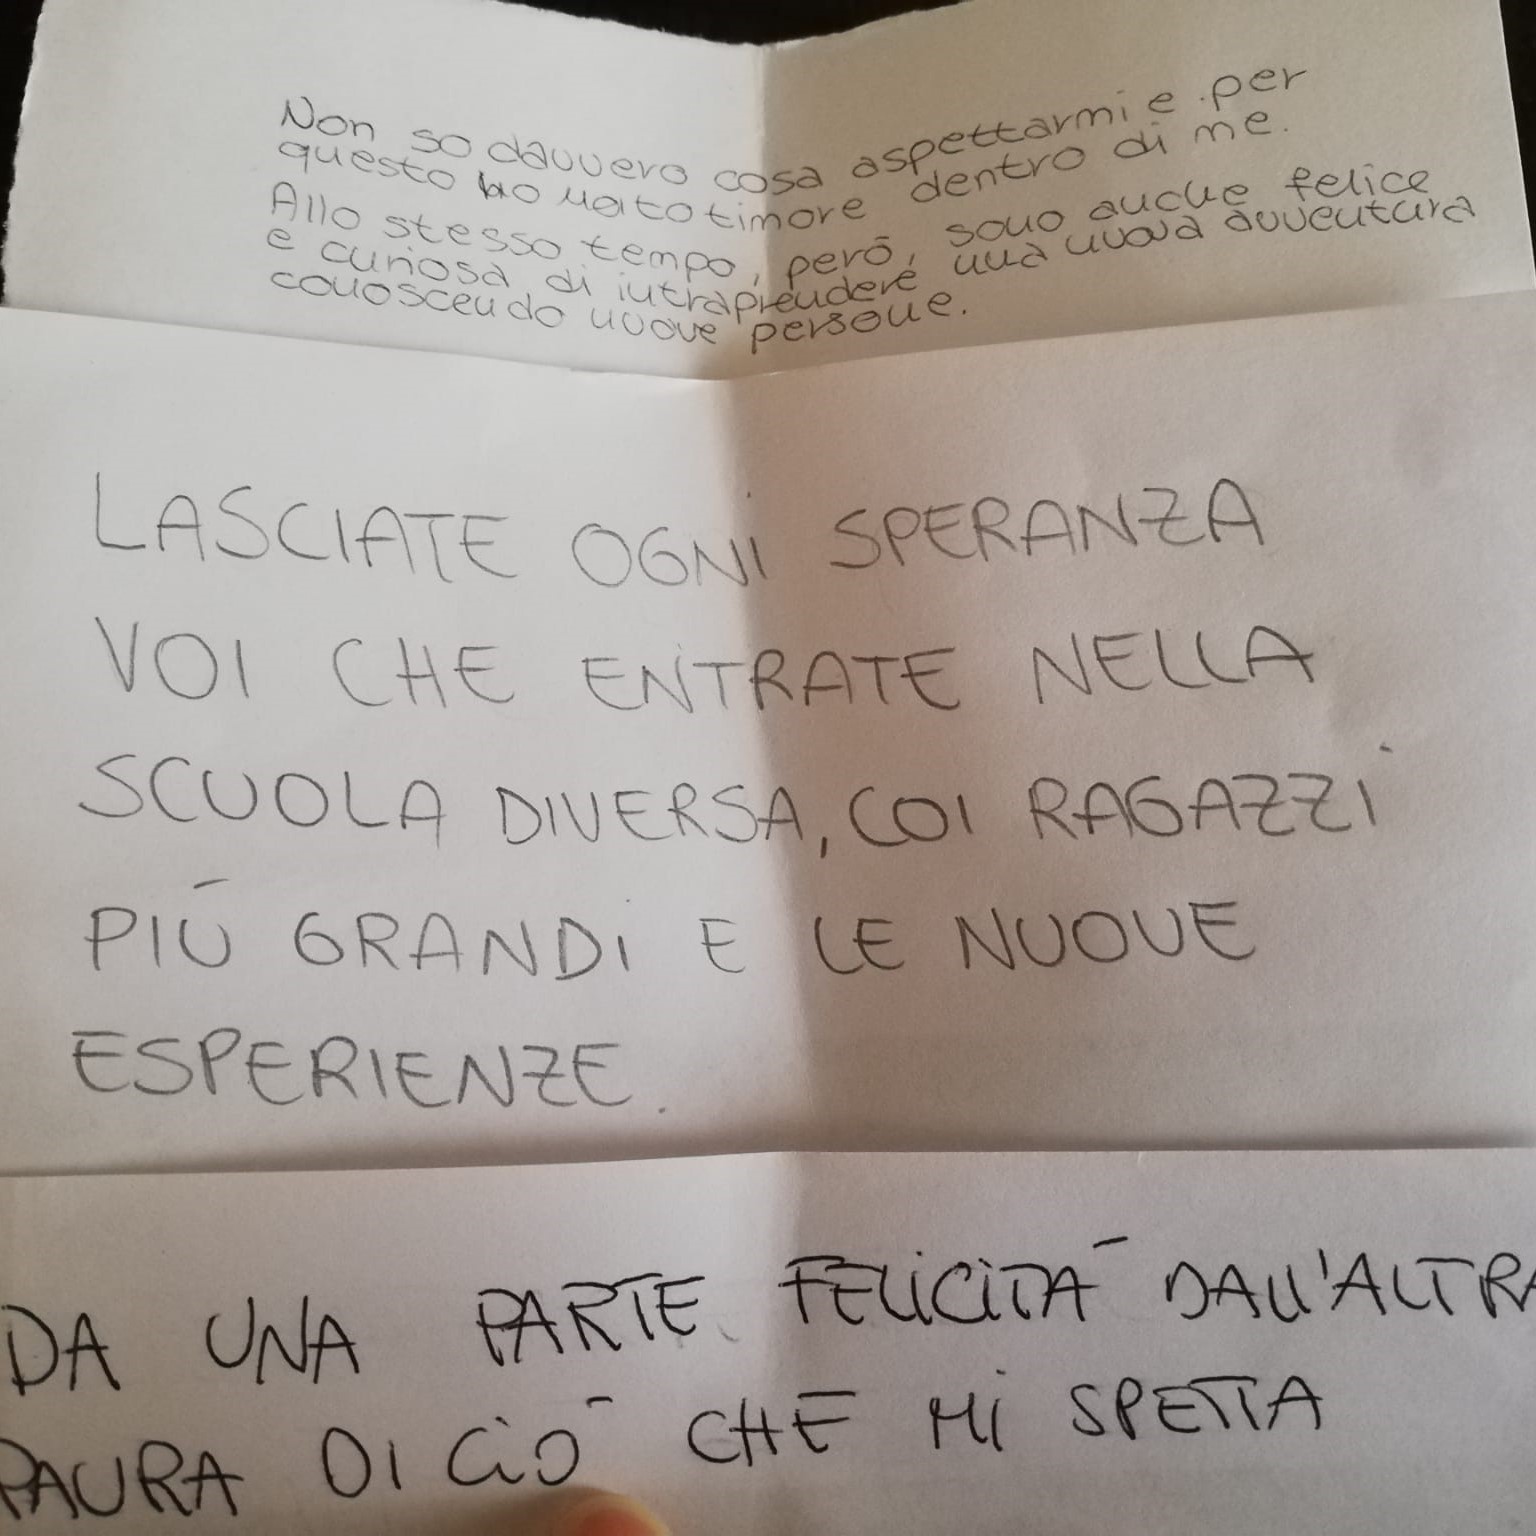 Non so davvero cosa aspettarmi e per
questo ho molto timore dentro di me.
Allo stesso tempo, però, sono anche felice
e curiosa di intraprendere una nuova avventura
conoscendo nuove persone.
LASCIATE OGNI SPERANZA
VOI CHE ENTRATE NELLA
SCUOLA DIVERSA, COI RAGAZZI
PIÙ GRANDI E LE NUOVE
ESPERIENZE.
DA UNA PARTE FELICITÀ DALL'ALTRA
PAURA DI CIÒ CHE MI SPETTA